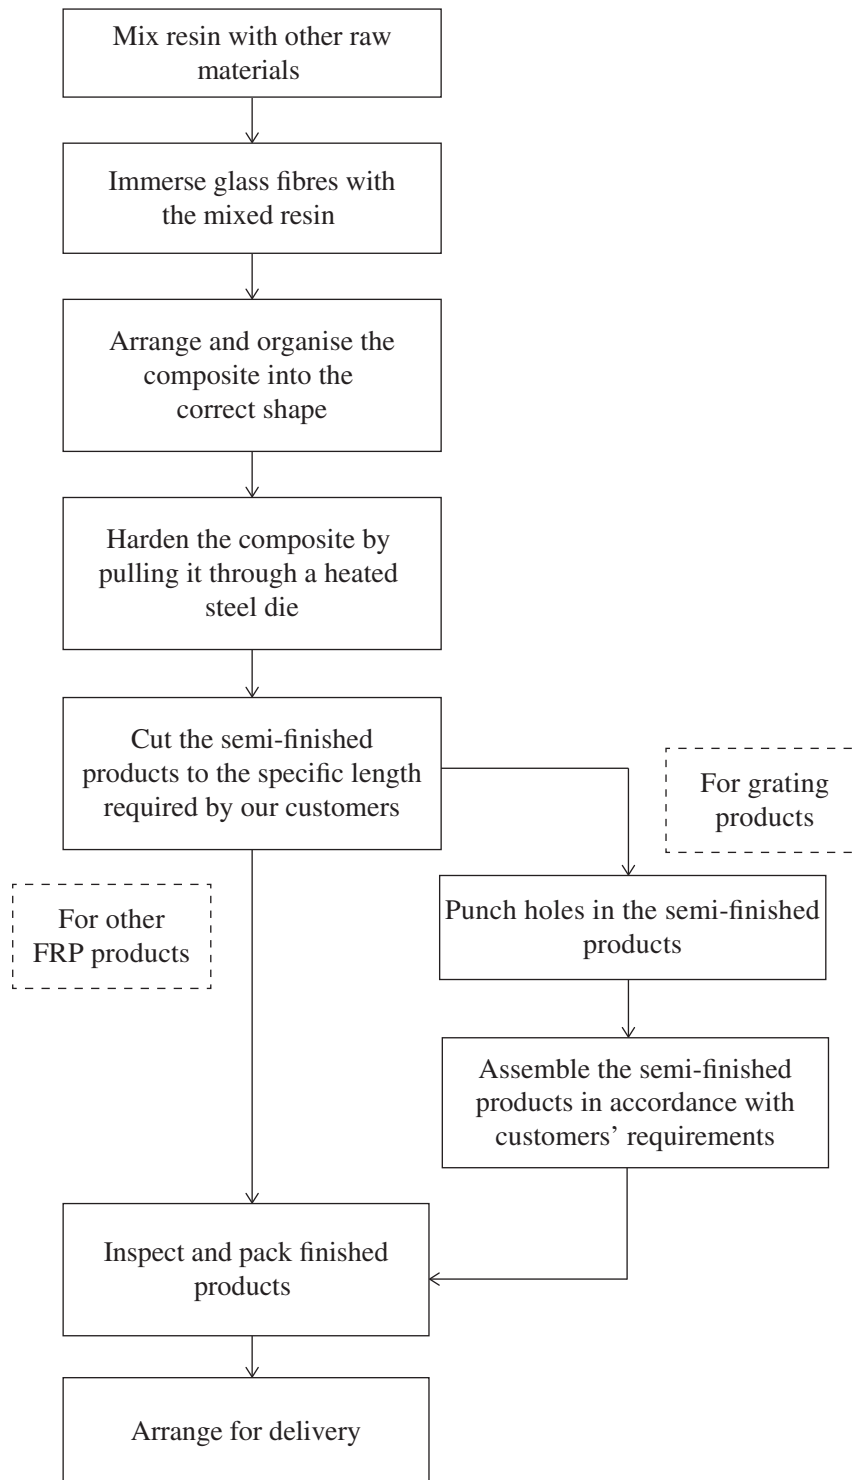 Mix resin with other raw
materials
Immerse glass fibres with
the mixed resin
Arrange and organise the
composite into the
correct shape
Harden the composite by
pulling it through a heated
steel die
Cut the semi-finished
products to the specific length
required by our customers
For grating
products
For other
FRP products
Punch holes in the semi-finished
products
Assemble the semi-finished
products in accordance with
customers’ requirements
Inspect and pack finished
products
Arrange for delivery